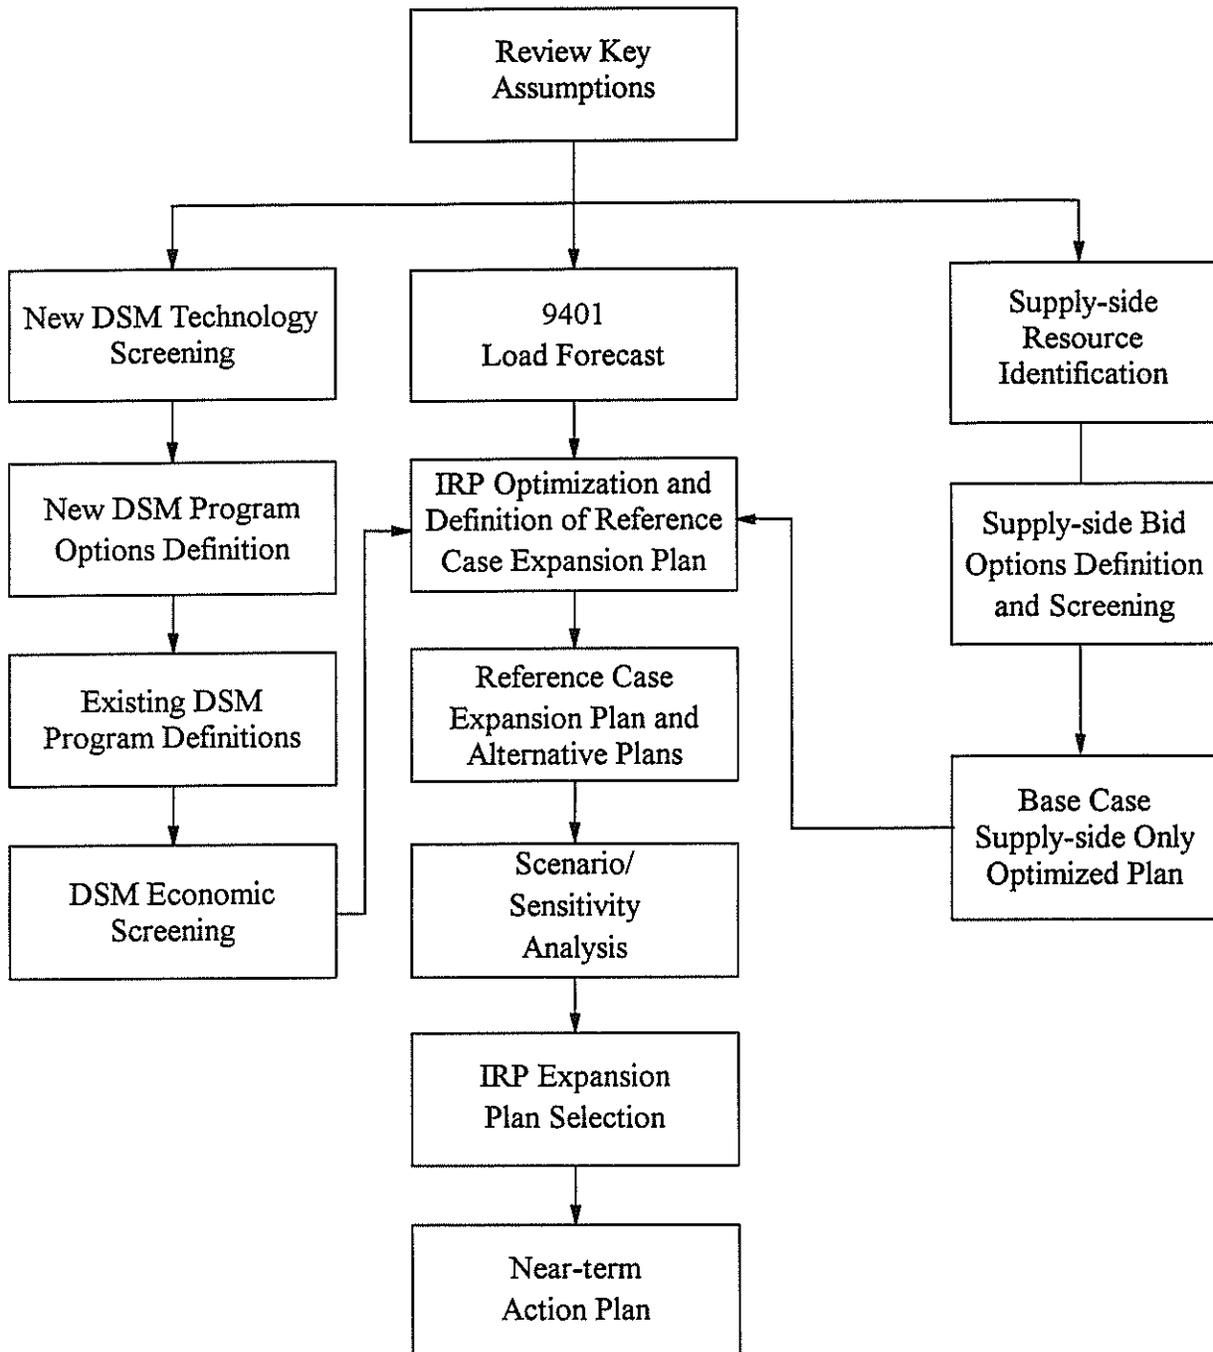 Review Key
Assumptions
New DSM Technology
Screening
9401
Load Forecast
Supply-side
Resource
Identification
New DSM Program
Options Definition
IRP Optimization and
Definition of Reference
Case Expansion Plan
Supply-side Bid
Options Definition
and Screening
Existing DSM
Program Definitions
Reference Case
Expansion Plan and
Alternative Plans
Base Case
Supply-side Only
Optimized Plan
DSM Economic
Screening
Scenario/
Sensitivity
Analysis
IRP Expansion
Plan Selection
Near-term
Action Plan